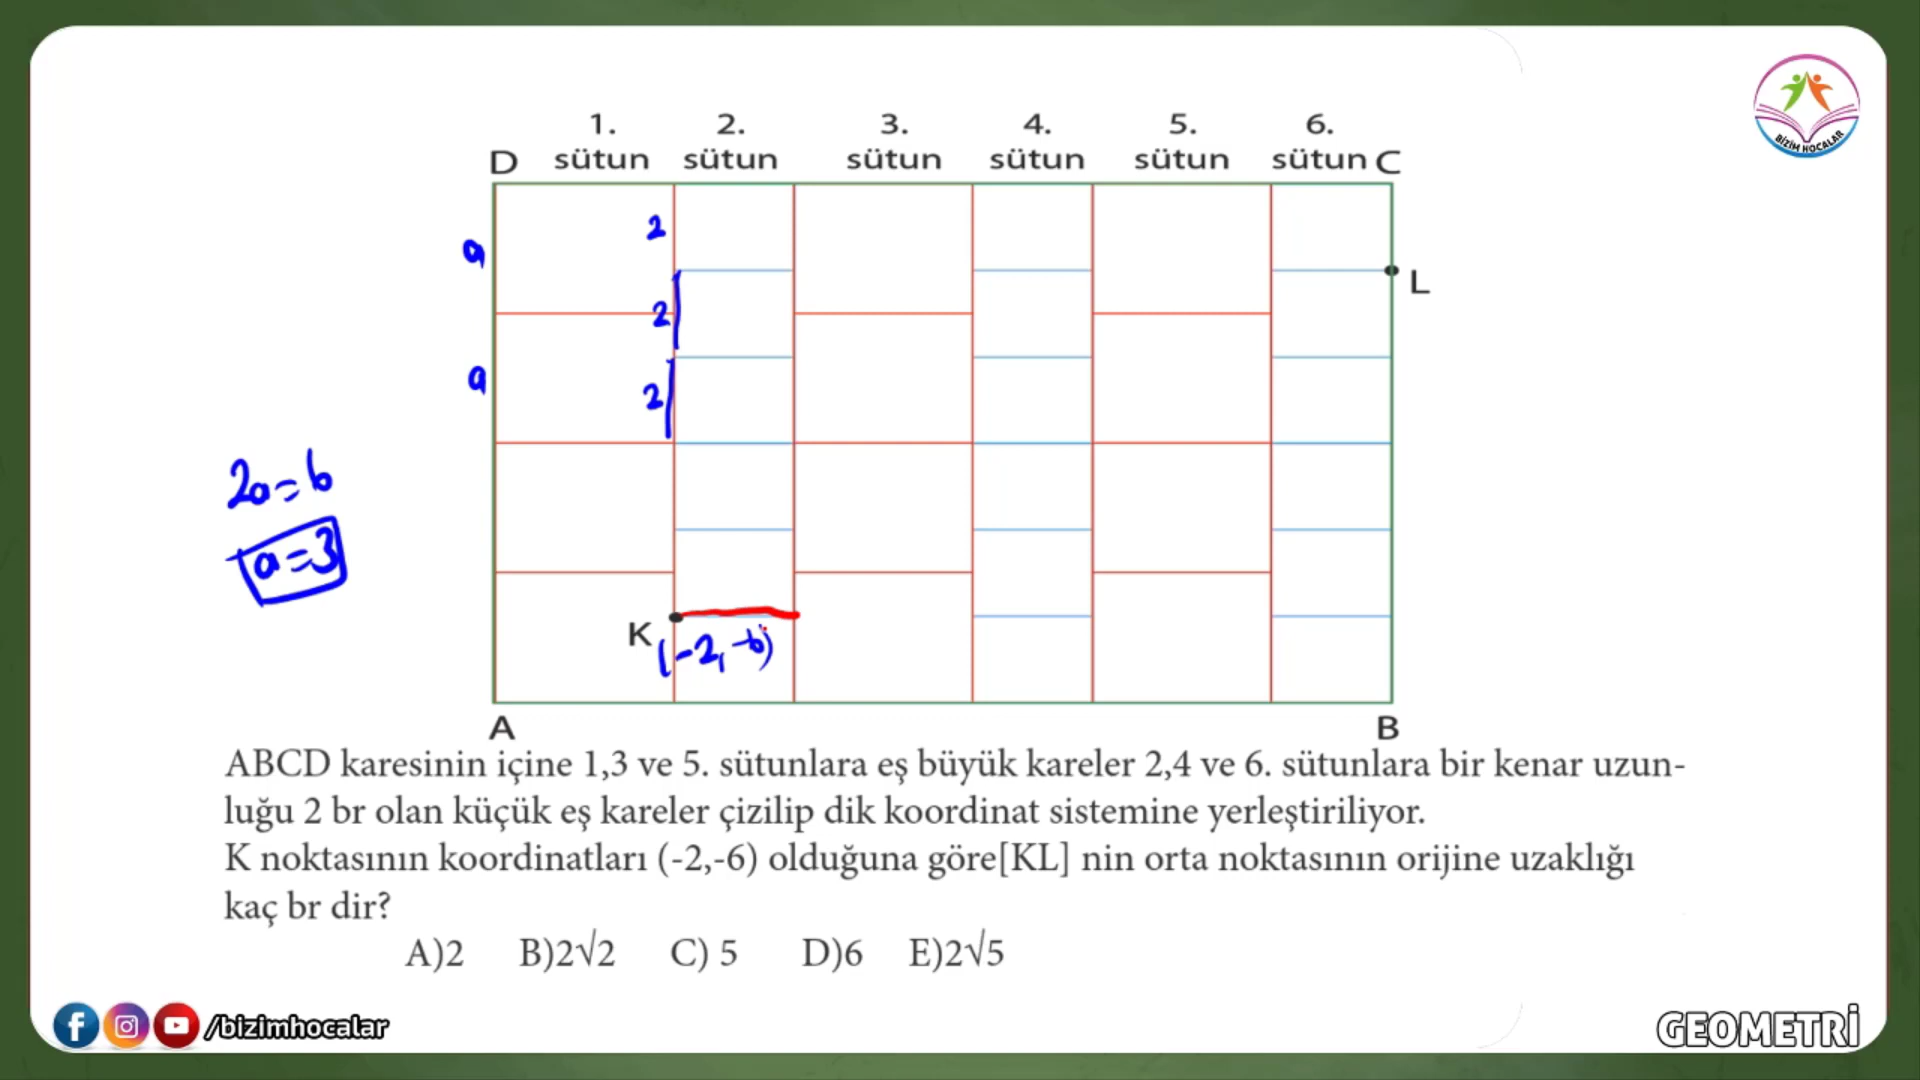 1. 2. 3. 4. 5. 6.
D sütun sütun sütun sütun sütun sütun C
BİZİM HOCALAR
2
a
L
2
a
2
2a=6
a=3
K
(-2,-6)
A B
ABCD karesinin içine 1,3 ve 5. sütunlara eş büyük kareler 2,4 ve 6. sütunlara bir kenar uzun-
luğu 2 br olan küçük eş kareler çizilip dik koordinat sistemine yerleştiriliyor.
K noktasının koordinatları (-2,-6) olduğuna göre[KL] nin orta noktasının orijine uzaklığı
kaç br dir?
A)2 B)2√2 C) 5 D)6 E)2√5
/bizimhocalar
GEOMETRİ